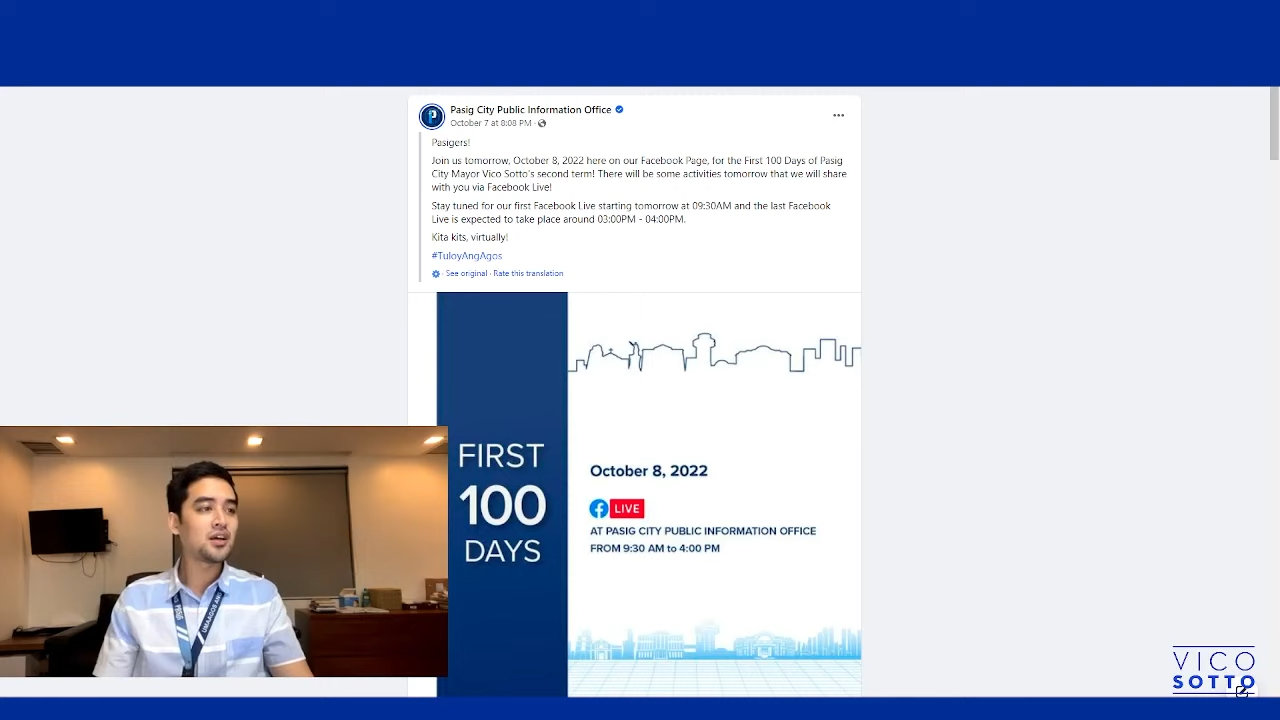 Pasig City Public Information Office
October 7 at 8:08 PM ·
Pasigers!
Join us tomorrow, October 8, 2022 here on our Facebook Page, for the First 100 Days of Pasig
City Mayor Vico Sotto's second term! There will be some activities tomorrow that we will share
with you via Facebook Live!
Stay tuned for our first Facebook Live starting tomorrow at 09:30AM and the last Facebook
Live is expected to take place around 03:00PM - 04:00PM.
Kita kits, virtually!
#TuloyAngAgos
· See original · Rate this translation
FIRST
100
DAYS
October 8, 2022
LIVE
AT PASIG CITY PUBLIC INFORMATION OFFICE
FROM 9:30 AM to 4:00 PM
UMAAGOS ANG
VICO
SOTTO